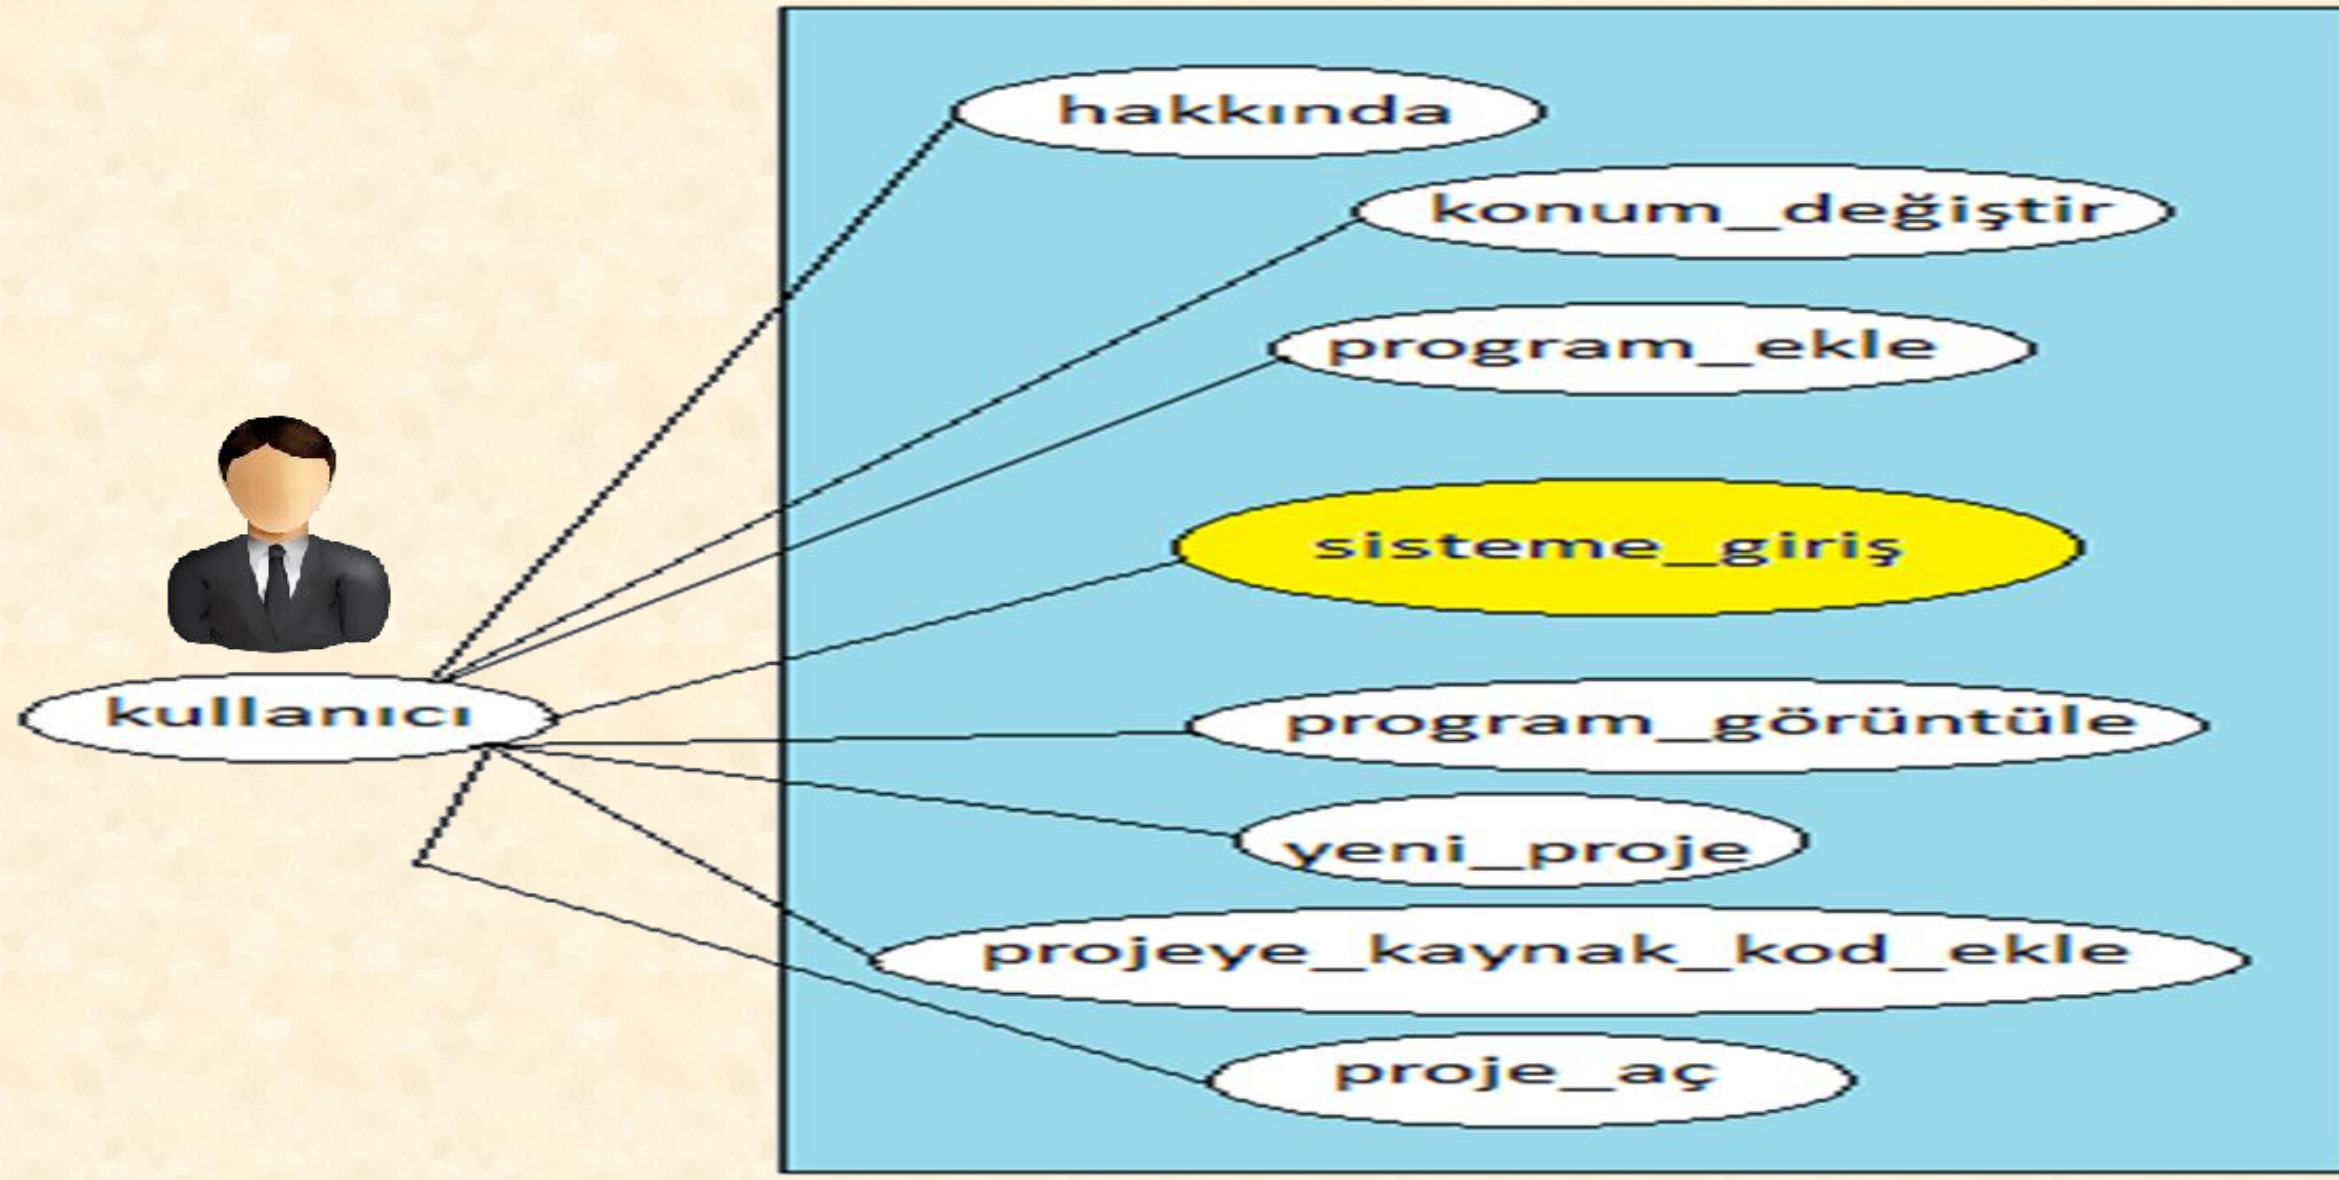 hakkında
konum_değiştir
program_ekle
sisteme_giriş
kullanıcı
program_görüntüle
yeni_proje
projeye_kaynak_kod_ekle
proje_aç